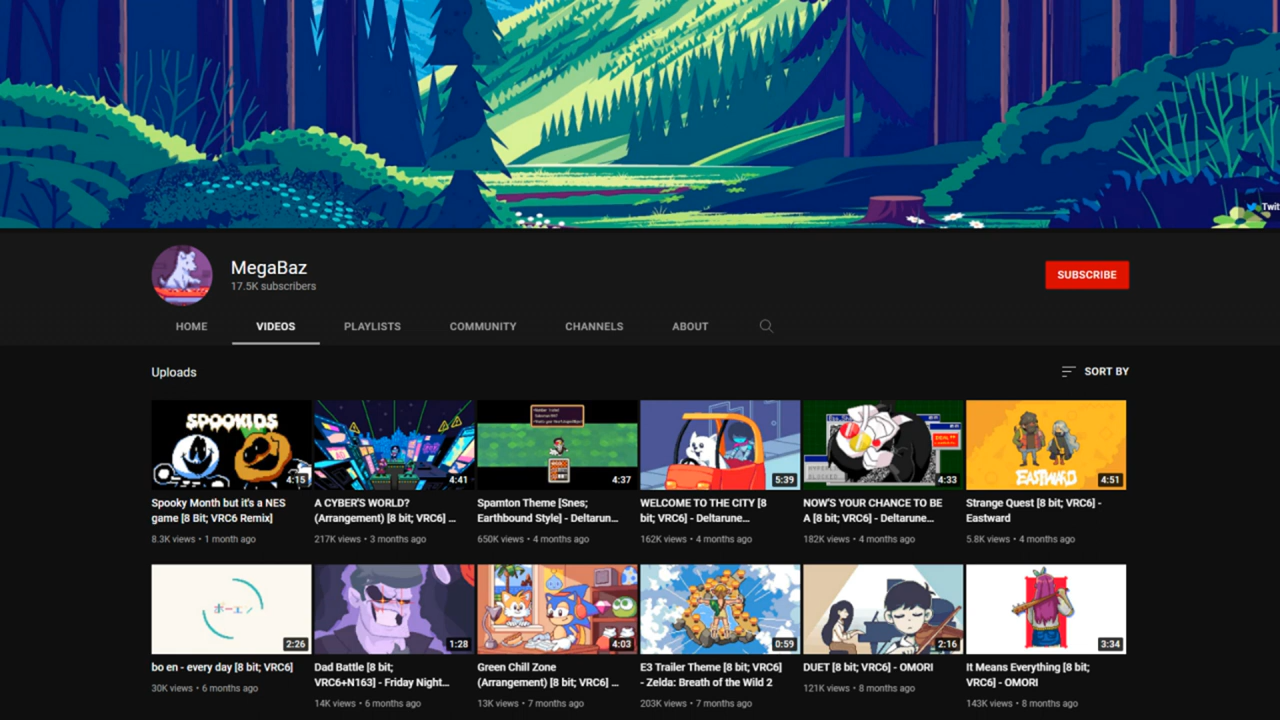 Twit
MegaBaz
17.5K subscribers
SUBSCRIBE
HOME
VIDEOS
PLAYLISTS
COMMUNITY
CHANNELS
ABOUT
Uploads
SORT BY
SPOOKIDS
4:15
4:41
4:37
5:39
4:33
EASTWARD
4:51
Spooky Month but it's a NES
game [8 Bit; VRC6 Remix]
8.3K views • 1 month ago
A CYBER'S WORLD?
(Arrangement) [8 bit; VRC6] ...
217K views • 3 months ago
Spamton Theme [Snes;
Earthbound Style] - Deltarun...
650K views • 4 months ago
WELCOME TO THE CITY [8
bit; VRC6] - Deltarune...
162K views • 4 months ago
NOW'S YOUR CHANCE TO BE
A [8 bit; VRC6] - Deltarune...
182K views • 4 months ago
Strange Quest [8 bit; VRC6] -
Eastward
5.8K views • 4 months ago
ボーエン
2:26
1:28
4:03
0:59
2:16
3:34
bo en - every day [8 bit; VRC6]
30K views • 6 months ago
Dad Battle [8 bit;
VRC6+N163] - Friday Night...
14K views • 6 months ago
Green Chill Zone
(Arrangement) [8 bit; VRC6] ...
13K views • 7 months ago
E3 Trailer Theme [8 bit; VRC6]
- Zelda: Breath of the Wild 2
203K views • 7 months ago
DUET [8 bit; VRC6] - OMORI
121K views • 8 months ago
It Means Everything [8 bit;
VRC6] - OMORI
143K views • 8 months ago